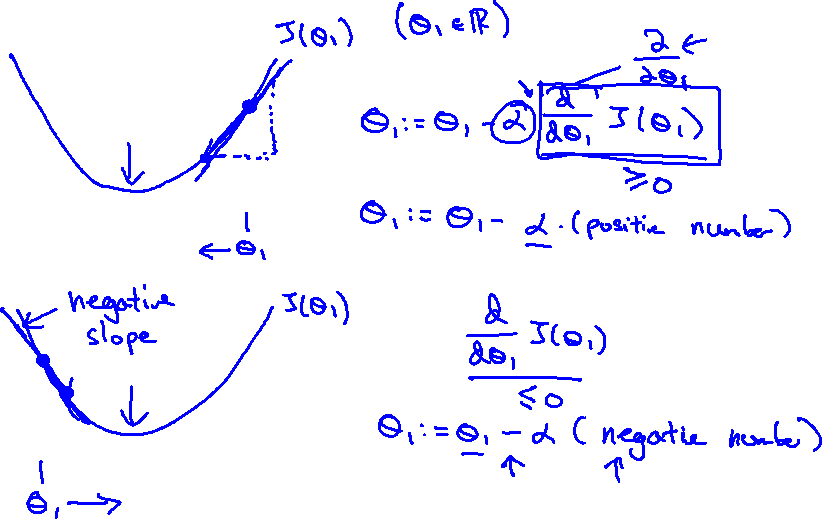 J(θ₁) (θ₁ ∈ ℝ)
∂/∂θ₁ ←
θ₁ := θ₁ - α d/dθ₁ J(θ₁)
≥ 0
θ₁ := θ₁ - α · (positive number)
← θ₁
negative slope
J(θ₁)
d/dθ₁ J(θ₁)
≤ 0
θ₁ := θ₁ - α (negative number)
θ₁ →